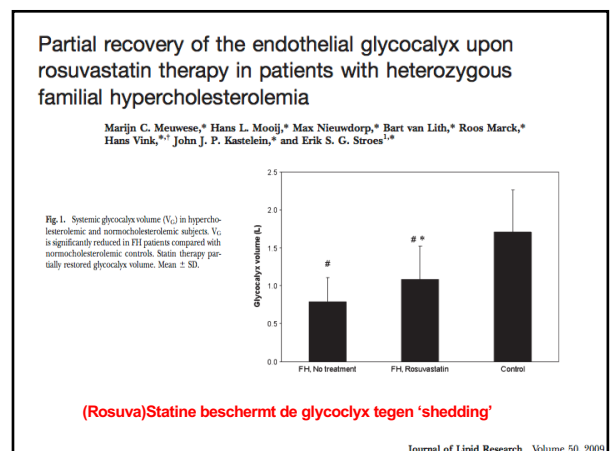 Partial recovery of the endothelial glycocalyx upon
rosuvastatin therapy in patients with heterozygous
familial hypercholesterolemia
Marijn C. Meuwese,* Hans L. Mooij,* Max Nieuwdorp,* Bart van Lith,* Roos Marck,*
Hans Vink,*,† John J. P. Kastelein,* and Erik S. G. Stroes1,*
Fig. 1. Systemic glycocalyx volume (VG) in hypercho-
lesterolemic and normocholesterolemic subjects. VG
is significantly reduced in FH patients compared with
normocholesterolemic controls. Statin therapy par-
tially restored glycocalyx volume. Mean ± SD.
Glycocalyx volume (L)
2.5
2.0
1.5
1.0
0.5
0.0
#
# *
FH, No treatment
FH, Rosuvastatin
Control
(Rosuva)Statine beschermt de glycoclyx tegen ‘shedding’
Journal of Lipid Research Volume 50, 2009